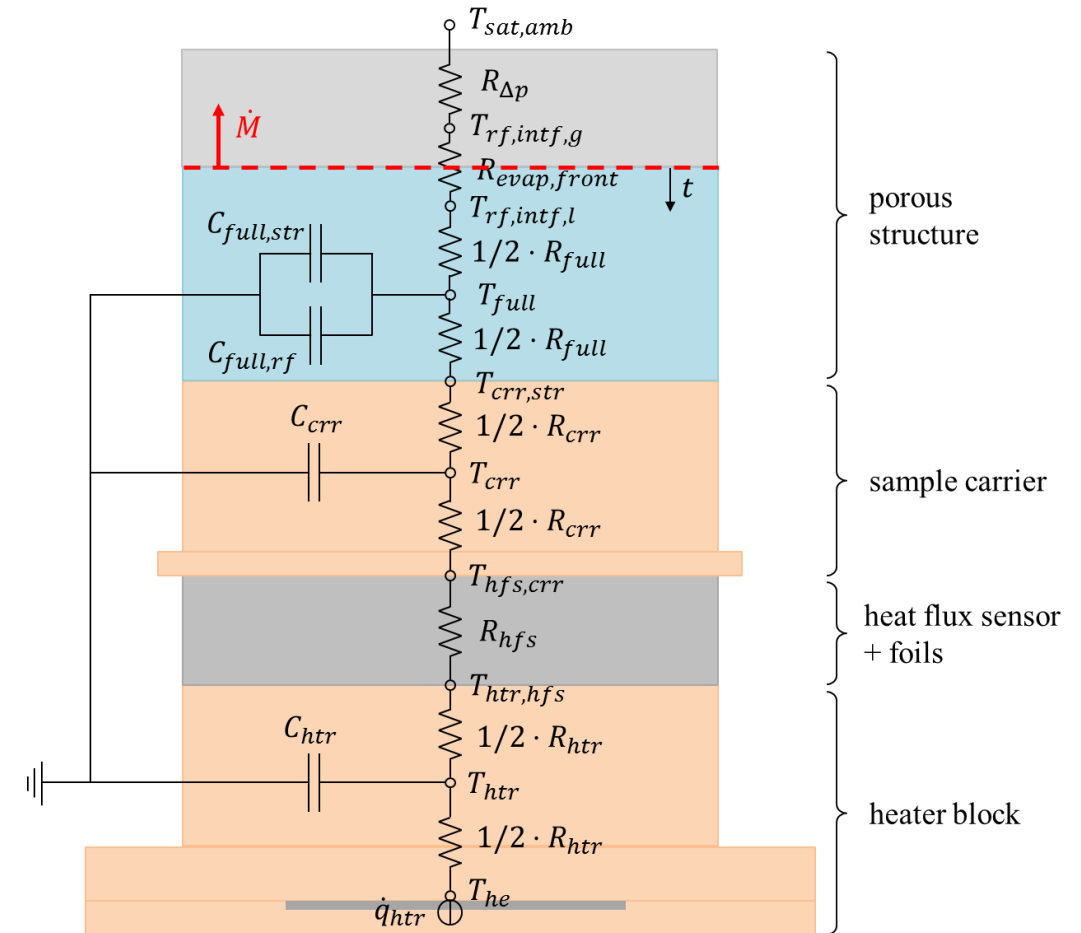 T_{sat,amb}
R_{Δp}
Ṁ
T_{rf,intf,g}
R_{evap,front}
t
T_{rf,intf,l}
C_{full,str}
1/2 · R_{full}
T_{full}
C_{full,rf}
1/2 · R_{full}
T_{crr,str}
C_{crr}
1/2 · R_{crr}
T_{crr}
1/2 · R_{crr}
T_{hfs,crr}
R_{hfs}
T_{htr,hfs}
C_{htr}
1/2 · R_{htr}
T_{htr}
1/2 · R_{htr}
T_{he}
q̇_{htr}
porous
structure
sample carrier
heat flux sensor
+ foils
heater block